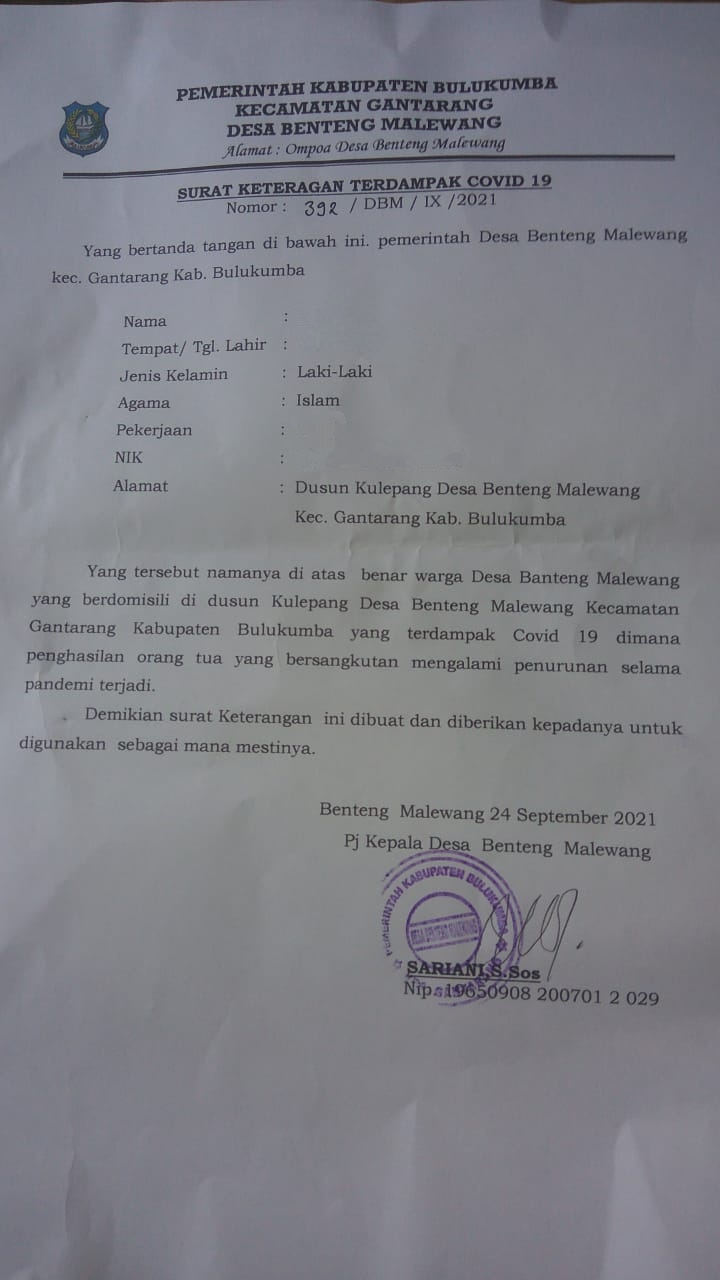 PEMERINTAH KABUPATEN BULUKUMBA
KECAMATAN GANTARANG
DESA BENTENG MALEWANG
Alamat : Ompoa Desa Benteng Malewang
SURAT KETERAGAN TERDAMPAK COVID 19
Nomor : 392 / DBM / IX /2021
Yang bertanda tangan di bawah ini. pemerintah Desa Benteng Malewang
kec. Gantarang Kab. Bulukumba
Nama :
Tempat/ Tgl. Lahir :
Jenis Kelamin : Laki-Laki
Agama : Islam
Pekerjaan :
NIK :
Alamat : Dusun Kulepang Desa Benteng Malewang
Kec. Gantarang Kab. Bulukumba
Yang tersebut namanya di atas benar warga Desa Banteng Malewang
yang berdomisili di dusun Kulepang Desa Benteng Malewang Kecamatan
Gantarang Kabupaten Bulukumba yang terdampak Covid 19 dimana
penghasilan orang tua yang bersangkutan mengalami penurunan selama
pandemi terjadi.
Demikian surat Keterangan ini dibuat dan diberikan kepadanya untuk
digunakan sebagai mana mestinya.
Benteng Malewang 24 September 2021
Pj Kepala Desa Benteng Malewang
PEMERINTAH KABUPATEN BULUKUMBA
DESA BENTENG MALEWANG
SARIANI,S.Sos
Nip. 19650908 200701 2 029